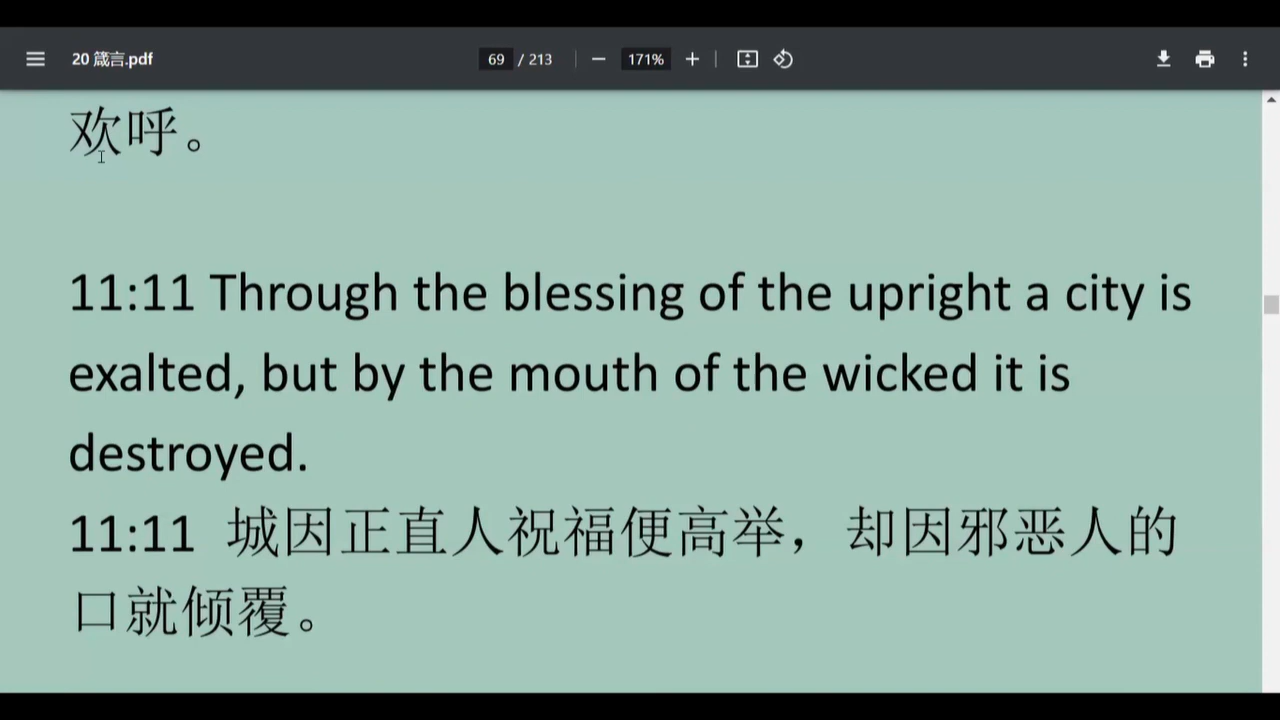 20 箴言.pdf
69 / 213
171%
欢呼。
11:11 Through the blessing of the upright a city is
exalted, but by the mouth of the wicked it is
destroyed.
11:11 城因正直人祝福便高举，却因邪恶人的
口就倾覆。